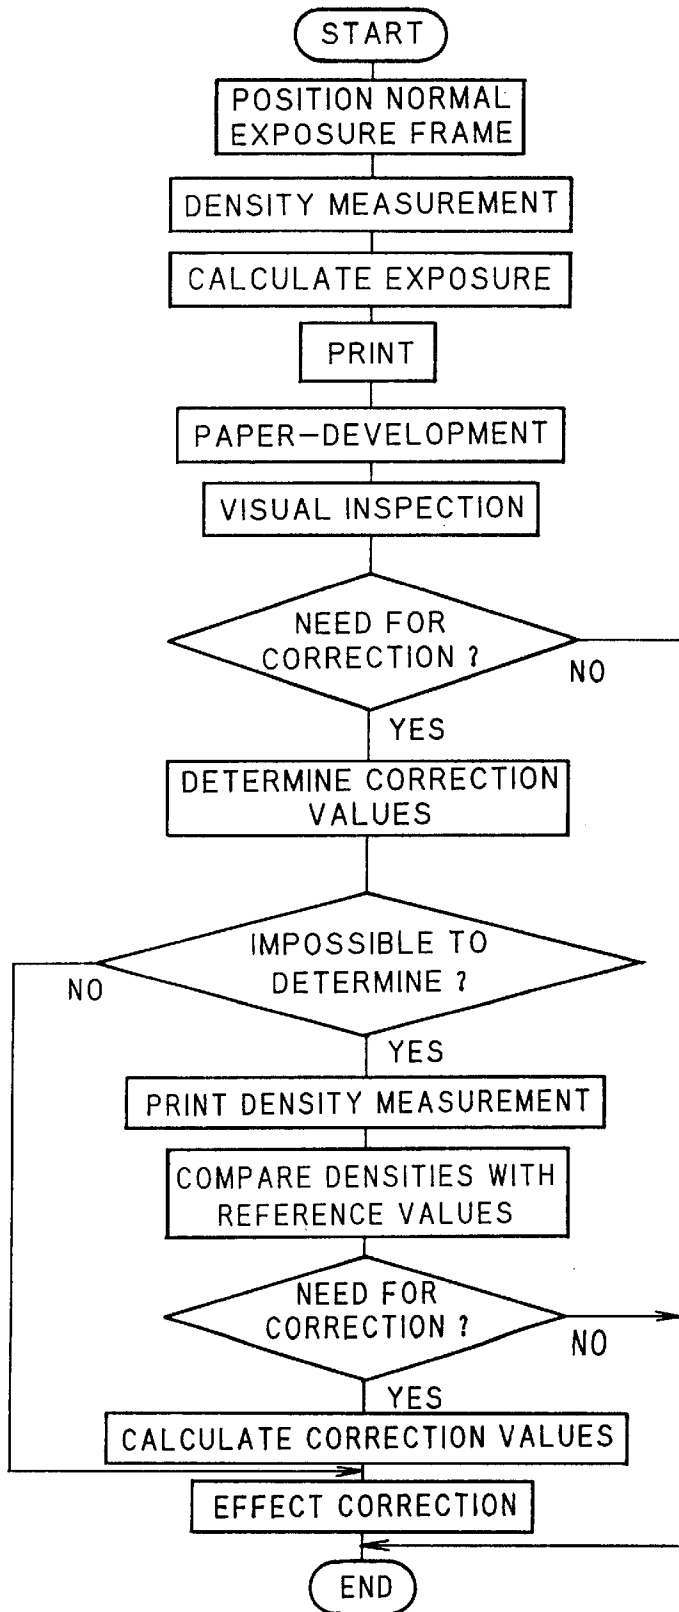 START
POSITION NORMAL
EXPOSURE FRAME
DENSITY MEASUREMENT
CALCULATE EXPOSURE
PRINT
PAPER-DEVELOPMENT
VISUAL INSPECTION
NEED FOR
CORRECTION ?
NO
YES
DETERMINE CORRECTION
VALUES
IMPOSSIBLE TO
DETERMINE ?
NO
YES
PRINT DENSITY MEASUREMENT
COMPARE DENSITIES WITH
REFERENCE VALUES
NEED FOR
CORRECTION ?
NO
YES
CALCULATE CORRECTION VALUES
EFFECT CORRECTION
END